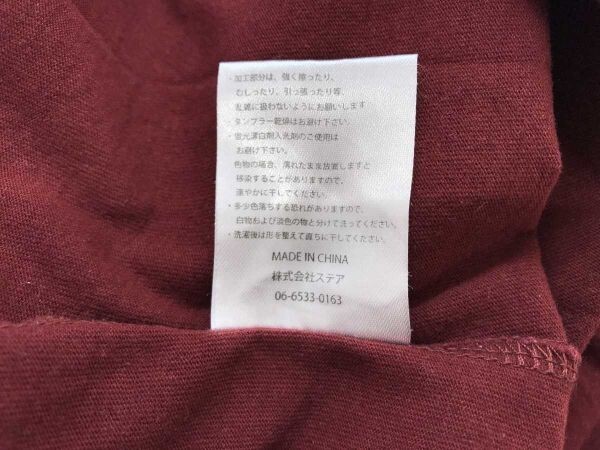 ・加工部分は、強く擦ったり、
むしったり、引っ張ったり等、
乱雑に扱わないようにお願いします
・タンブラー乾燥はお避け下さい。
・蛍光漂白剤入洗剤のご使用は
お避け下さい。
色物の場合、濡れたまま放置しますと
移染することがありますので、
速やかに干してください。
・多少色落ちする恐れがありますので、
白物および淡色の物と分けて洗ってください。
・洗濯後は形を整えて直ちに干してください。
MADE IN CHINA
株式会社ステア
06-6533-0163